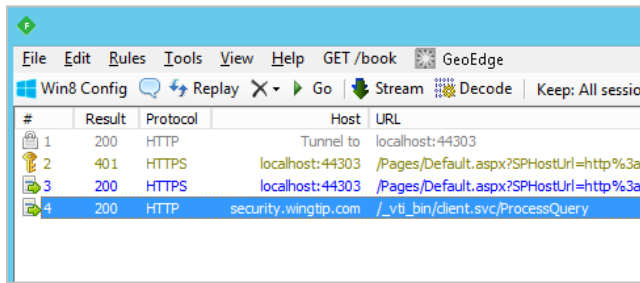 F
File Edit Rules Tools View Help GET /book GeoEdge
Win8 Config Replay Go Stream Decode Keep: All sessio
# Result Protocol Host URL
1 200 HTTP Tunnel to localhost:44303
2 401 HTTPS localhost:44303 /Pages/Default.aspx?SPHostUrl=http%3a
3 200 HTTPS localhost:44303 /Pages/Default.aspx?SPHostUrl=http%3a
4 200 HTTP security.wingtip.com /_vti_bin/client.svc/ProcessQuery